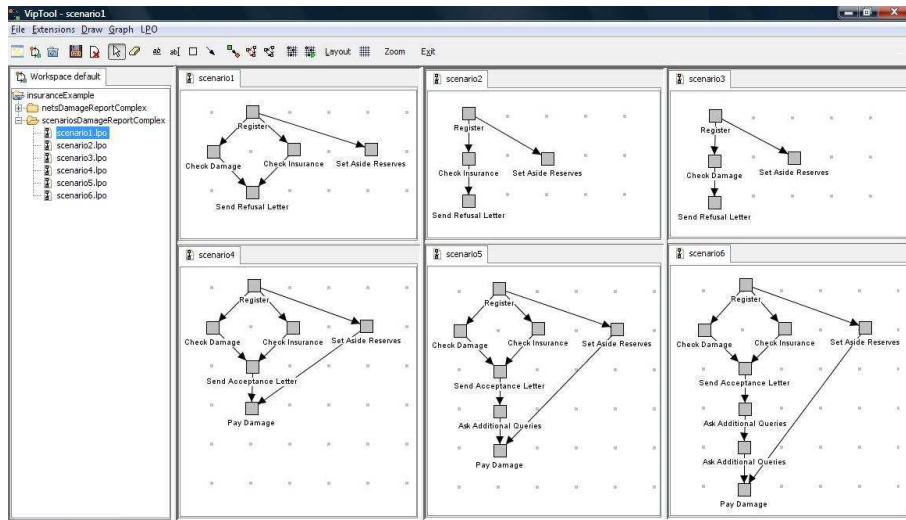 VipTool - scenario1
File Extensions Draw Graph LPO
ab ab Layout Zoom Exit
Workspace default
insuranceExample
netsDamageReportComplex
scenariosDamageReportComplex
scenario1.lpo
scenario2.lpo
scenario3.lpo
scenario4.lpo
scenario5.lpo
scenario6.lpo
scenario1
Register
Check Damage Check Insurance Set Aside Reserves
Send Refusal Letter
scenario2
Register
Check Insurance Set Aside Reserves
Send Refusal Letter
scenario3
Register
Check Damage Set Aside Reserves
Send Refusal Letter
scenario4
Register
Check Damage Check Insurance Set Aside Reserves
Send Acceptance Letter
Pay Damage
scenario5
Register
Check Damage Check Insurance Set Aside Reserves
Send Acceptance Letter
Ask Additional Queries
Pay Damage
scenario6
Register
Check Damage Check Insurance Set Aside Reserves
Send Acceptance Letter
Ask Additional Queries
Ask Additional Queries
Pay Damage